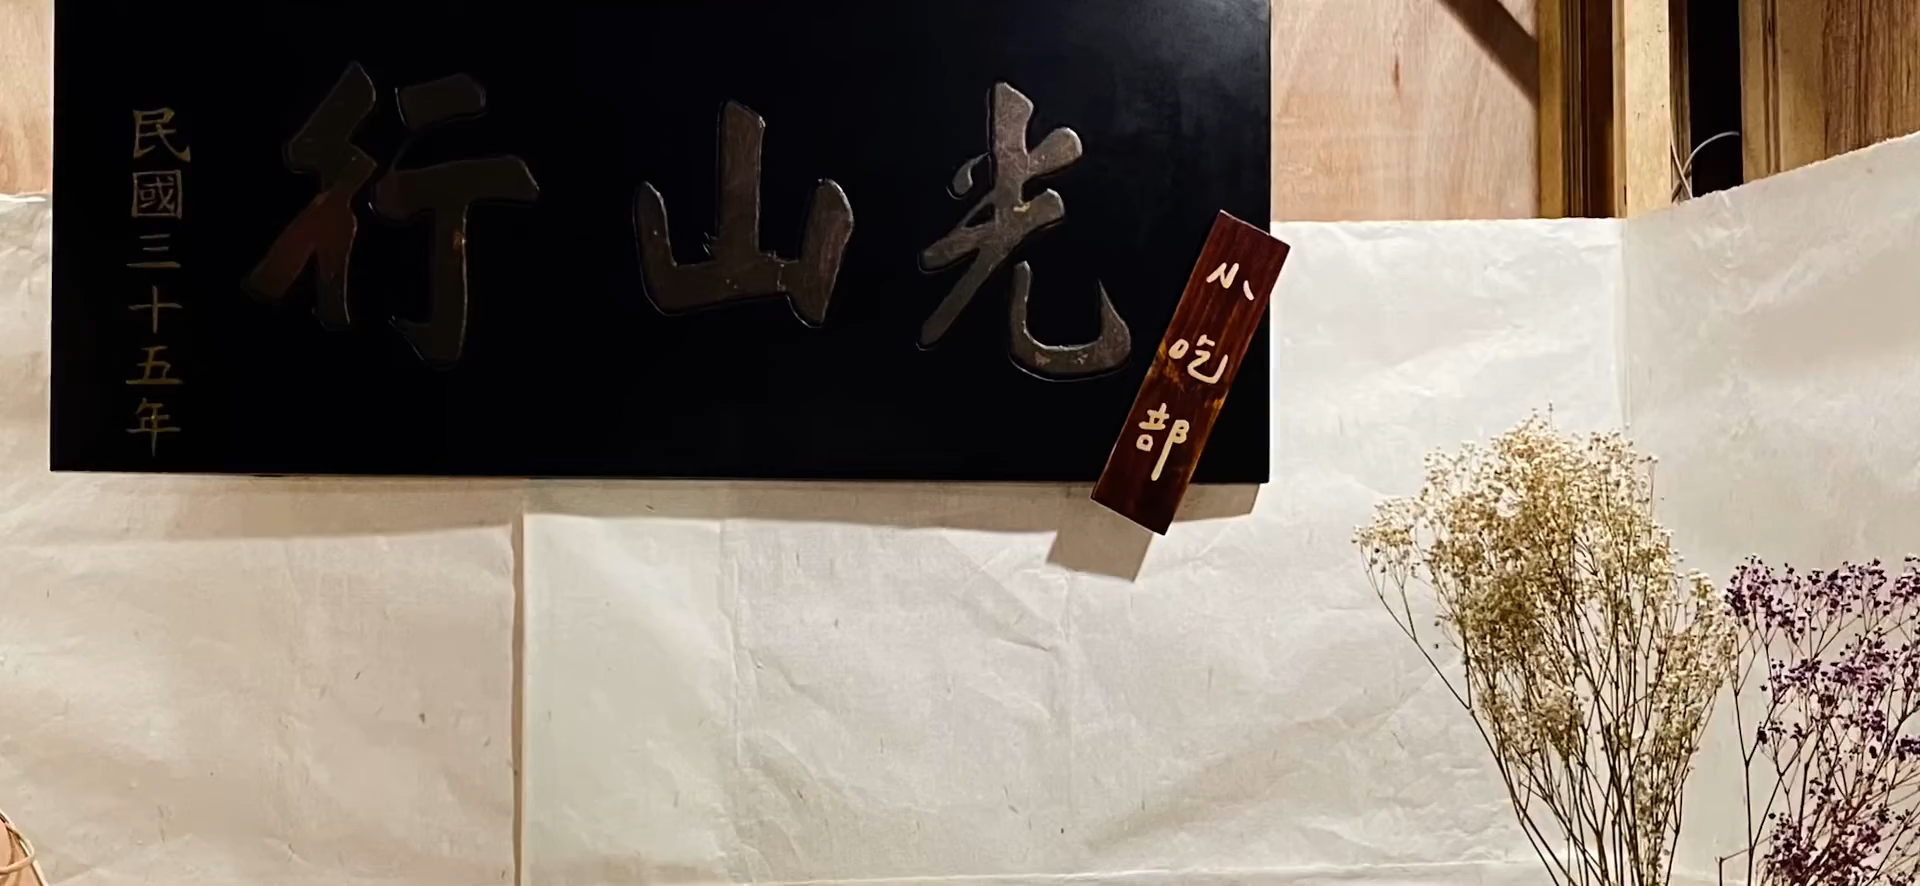 光山行
民國三十五年
小吃部